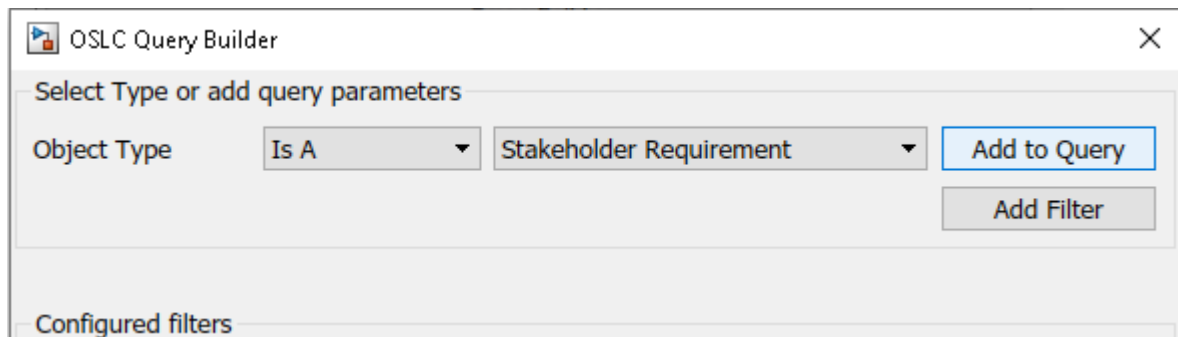 OSLC Query Builder
Select Type or add query parameters
Object Type Is A Stakeholder Requirement Add to Query
Add Filter
Configured filters